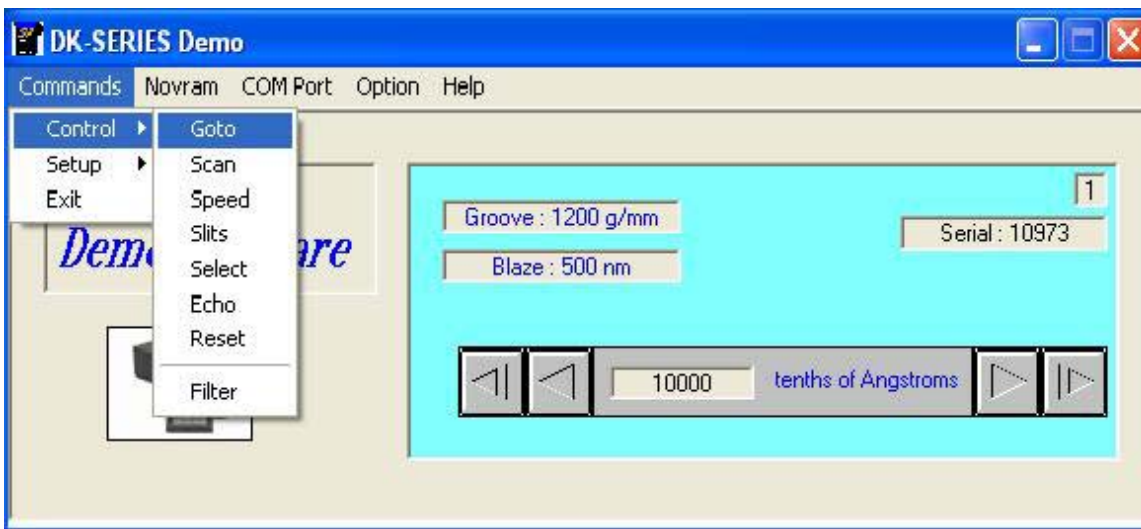 DK-SERIES Demo
Commands Novram COM Port Option Help
Control
Setup
Exit
Goto
Scan
Speed
Slits
Select
Echo
Reset
Filter
1
Groove : 1200 g/mm
Serial : 10973
Blaze : 500 nm
10000 tenths of Angstroms